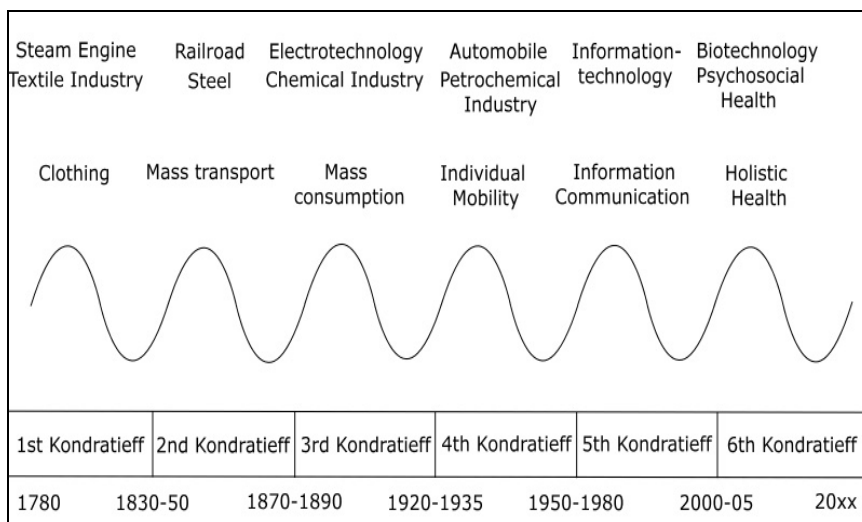 Steam Engine
Textile Industry
Railroad
Steel
Electrotechnology
Chemical Industry
Automobile
Petrochemical
Industry
Information-
technology
Biotechnology
Psychosocial
Health
Clothing
Mass transport
Mass
consumption
Individual
Mobility
Information
Communication
Holistic
Health
1st Kondratieff 2nd Kondratieff 3rd Kondratieff 4th Kondratieff 5th Kondratieff 6th Kondratieff
1780 1830-50 1870-1890 1920-1935 1950-1980 2000-05 20xx